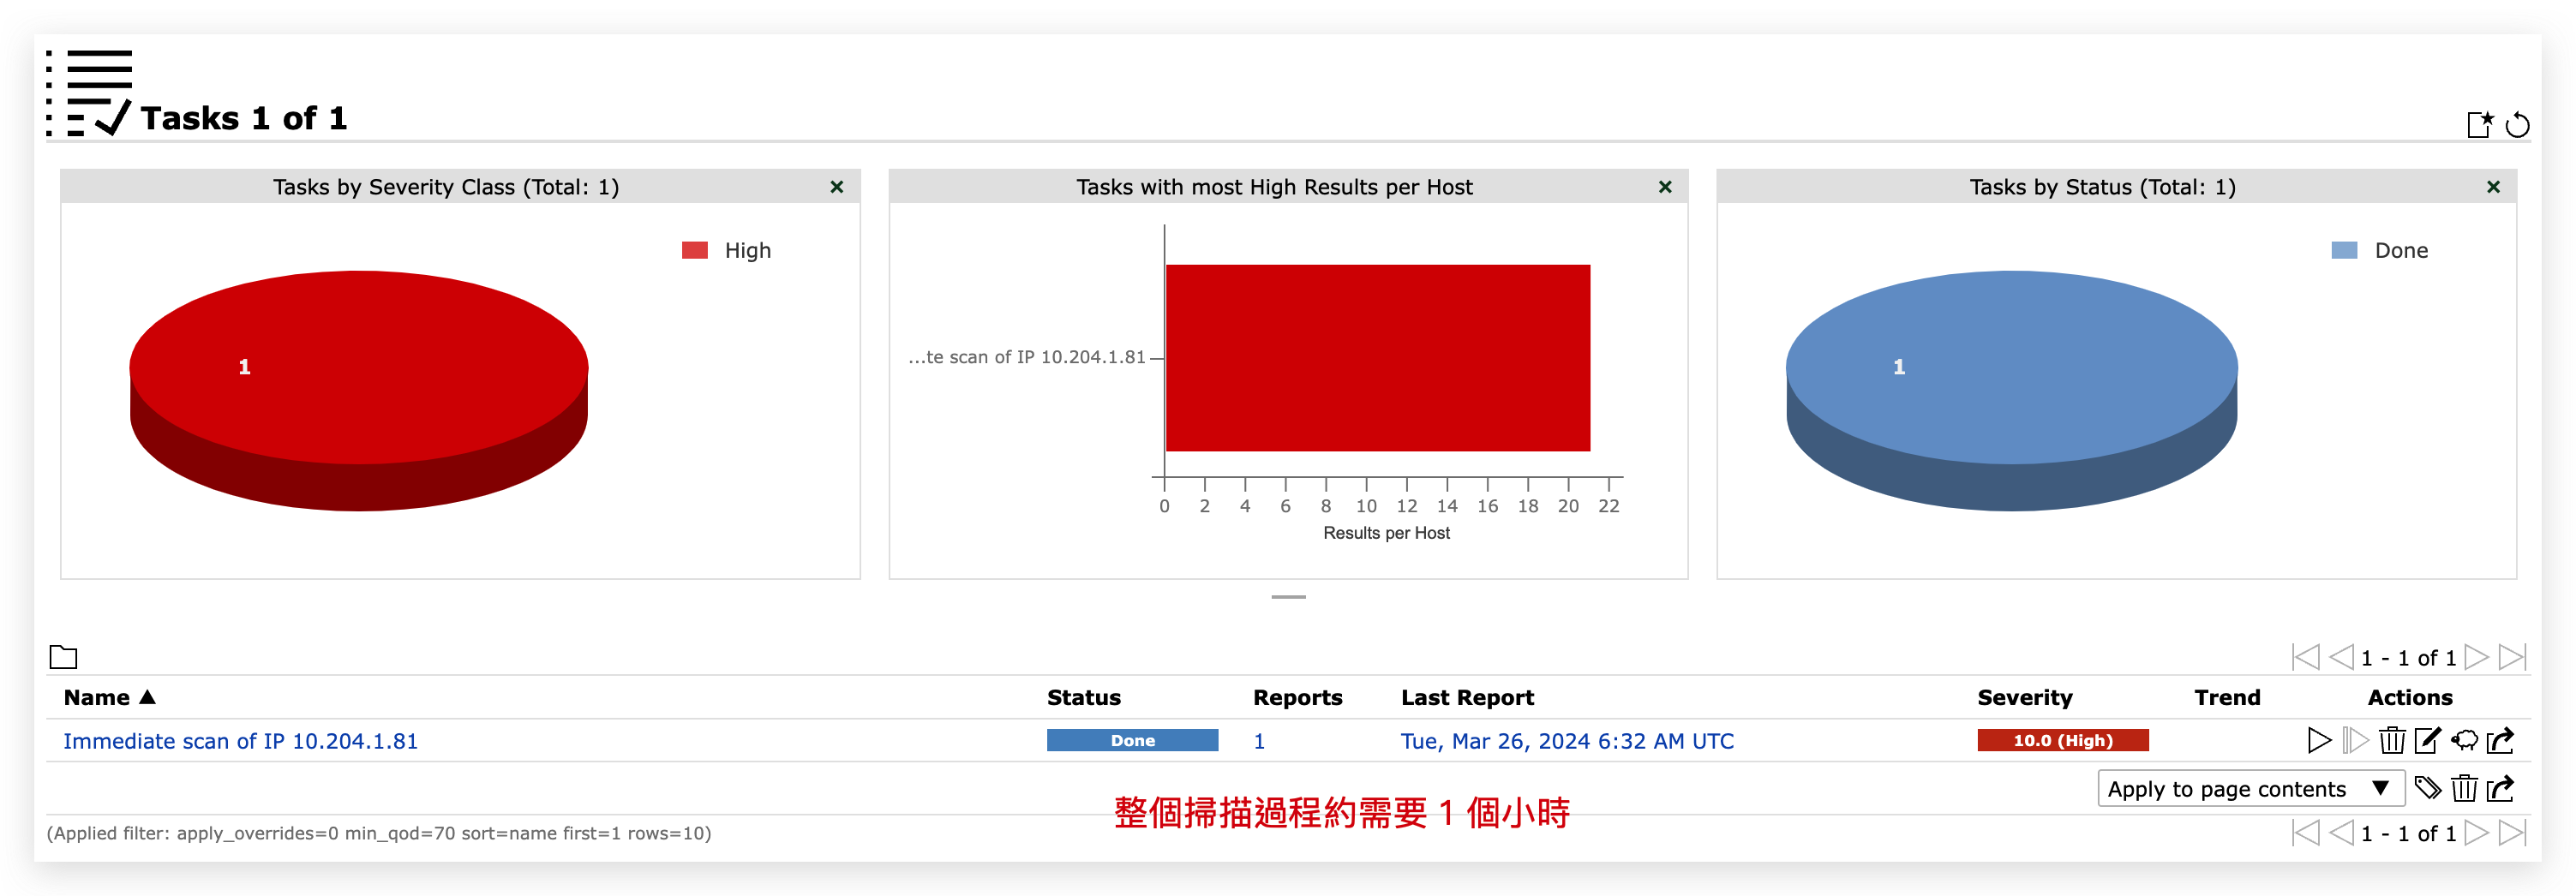 Tasks 1 of 1
Tasks by Severity Class (Total: 1)
×
High
1
Tasks with most High Results per Host
×
...te scan of IP 10.204.1.81
0 2 4 6 8 10 12 14 16 18 20 22
Results per Host
Tasks by Status (Total: 1)
×
Done
1
1 - 1 of 1
Name ▲ Status Reports Last Report Severity Trend Actions
Immediate scan of IP 10.204.1.81 Done 1 Tue, Mar 26, 2024 6:32 AM UTC 10.0 (High)
Apply to page contents ▼
整個掃描過程約需要 1 個小時
(Applied filter: apply_overrides=0 min_qod=70 sort=name first=1 rows=10)
1 - 1 of 1